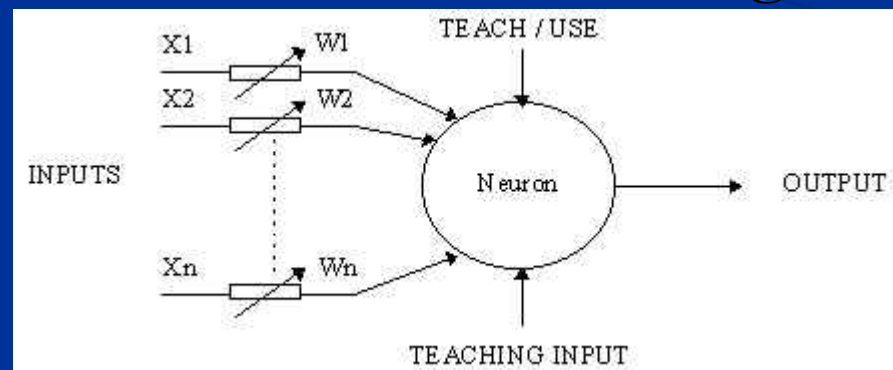 TEACH / USE
X1 W1
X2 W2
INPUTS
Neuron
OUTPUT
Xn Wn
TEACHING INPUT